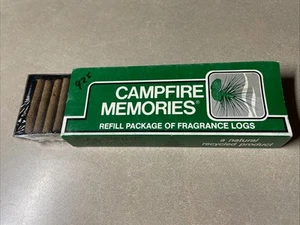 CAMPFIRE
MEMORIES®
REFILL PACKAGE OF FRAGRANCE LOGS
a natural
recycled product